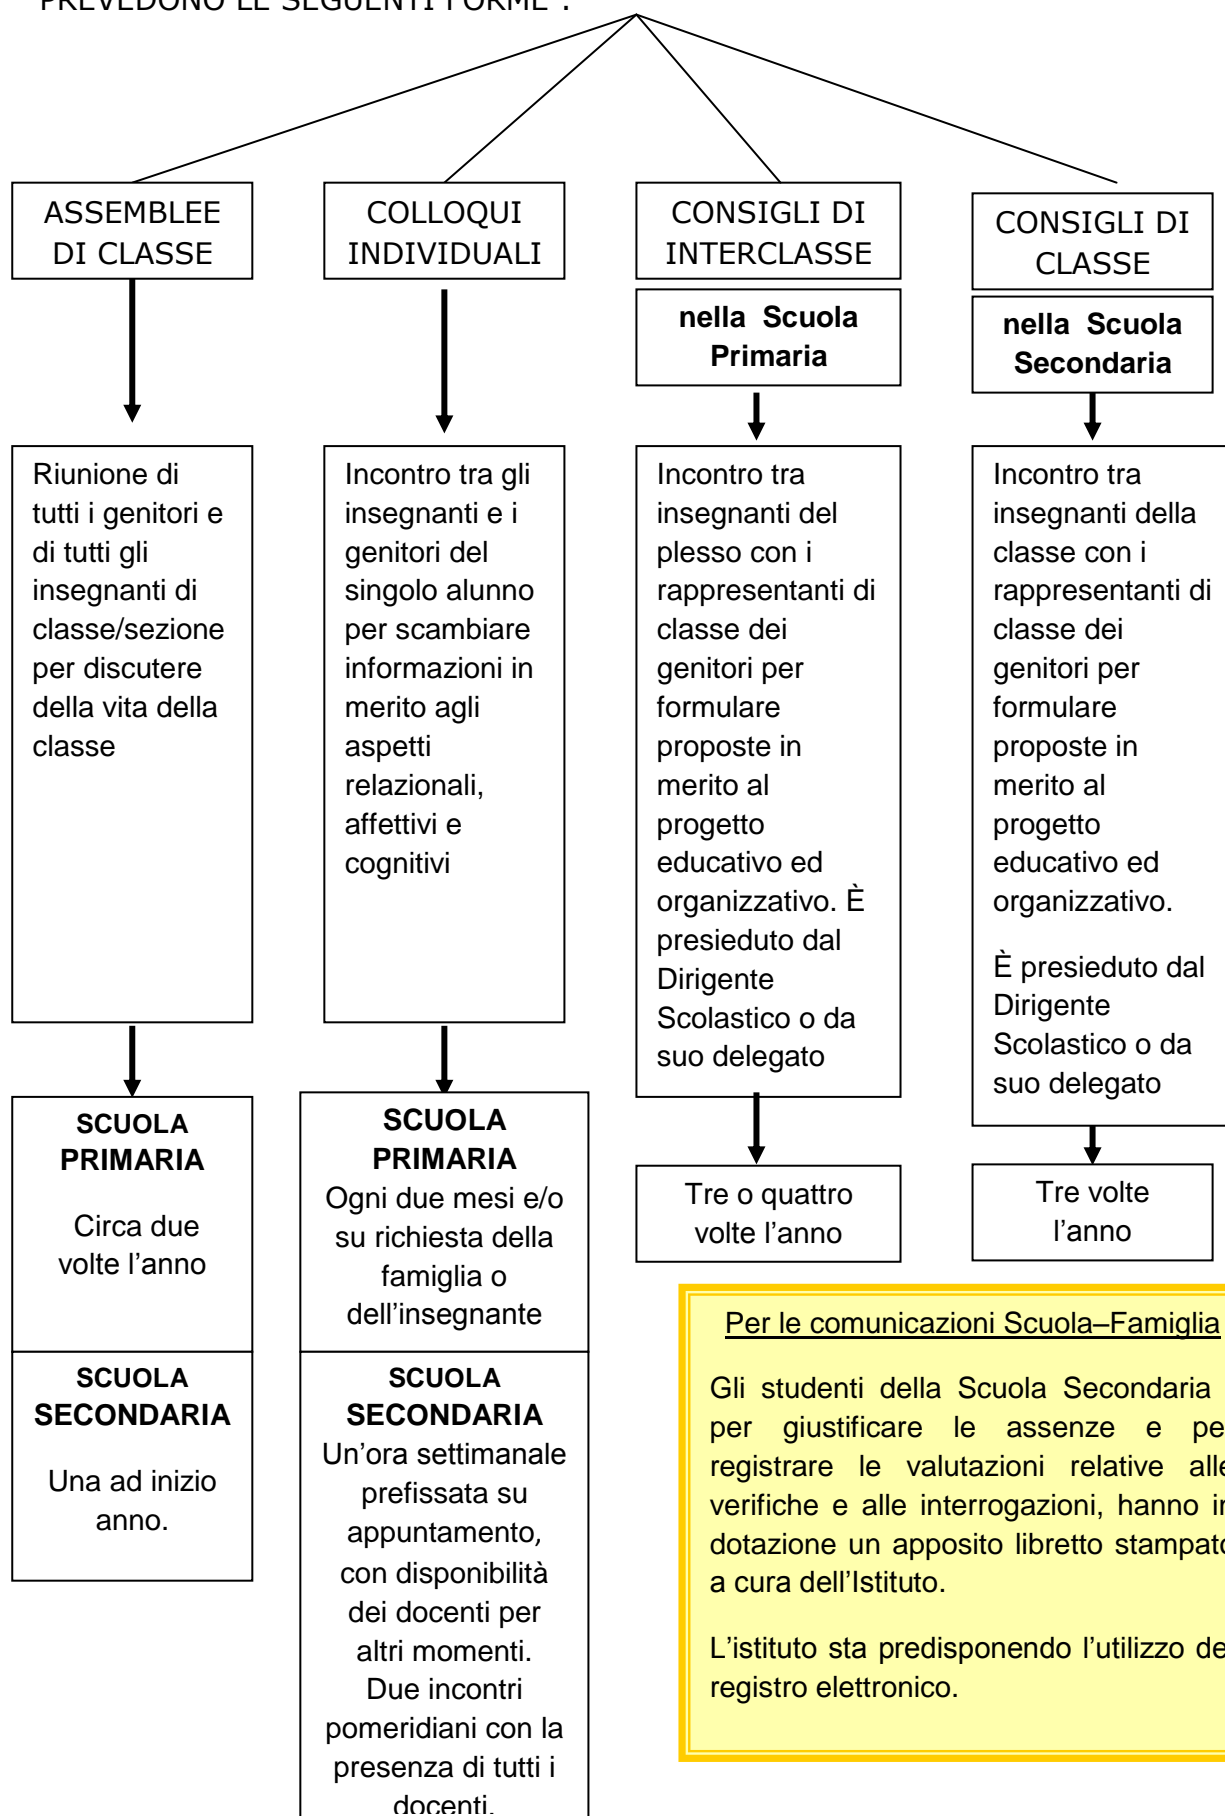 PREVEDONO LE SEGUENTI FORME :
ASSEMBLEE
DI CLASSE
COLLOQUI
INDIVIDUALI
CONSIGLI DI
INTERCLASSE
nella Scuola
Primaria
CONSIGLI DI
CLASSE
nella Scuola
Secondaria
Riunione di
tutti i genitori e
di tutti gli
insegnanti di
classe/sezione
per discutere
della vita della
classe
Incontro tra gli
insegnanti e i
genitori del
singolo alunno
per scambiare
informazioni in
merito agli
aspetti
relazionali,
affettivi e
cognitivi
Incontro tra
insegnanti del
plesso con i
rappresentanti di
classe dei
genitori per
formulare
proposte in
merito al
progetto
educativo ed
organizzativo. È
presieduto dal
Dirigente
Scolastico o da
suo delegato
Incontro tra
insegnanti della
classe con i
rappresentanti di
classe dei
genitori per
formulare
proposte in
merito al
progetto
educativo ed
organizzativo.
È presieduto dal
Dirigente
Scolastico o da
suo delegato
SCUOLA
PRIMARIA
Circa due
volte l’anno
SCUOLA
SECONDARIA
Una ad inizio
anno.
SCUOLA
PRIMARIA
Ogni due mesi e/o
su richiesta della
famiglia o
dell’insegnante
SCUOLA
SECONDARIA
Un’ora settimanale
prefissata su
appuntamento,
con disponibilità
dei docenti per
altri momenti.
Due incontri
pomeridiani con la
presenza di tutti i
docenti.
Tre o quattro
volte l’anno
Tre volte
l’anno
Per le comunicazioni Scuola–Famiglia
Gli studenti della Scuola Secondaria
per giustificare le assenze e pe
registrare le valutazioni relative alle
verifiche e alle interrogazioni, hanno in
dotazione un apposito libretto stampato
a cura dell’Istituto.
L’istituto sta predisponendo l’utilizzo de
registro elettronico.